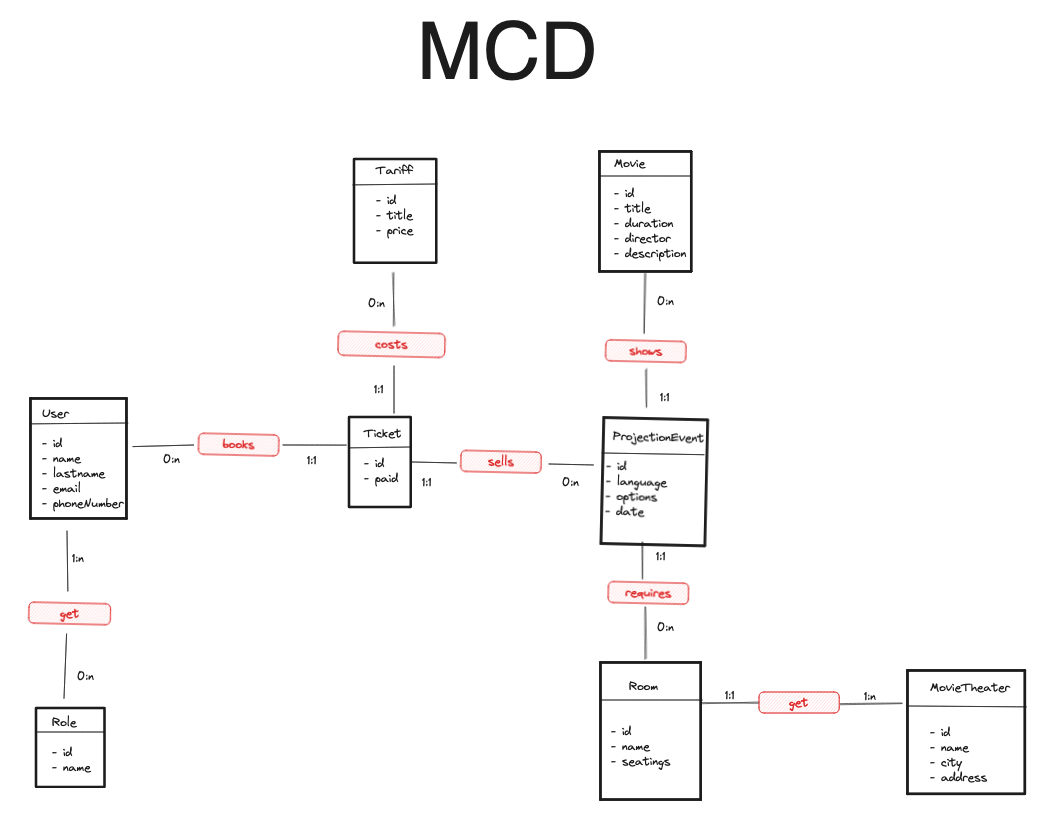 MCD
Tariff
- id
- title
- price
Movie
- id
- title
- duration
- director
- description
0:n
costs
1:1
0:n
shows
1:1
User
- id
- name
- lastname
- email
- phoneNumber
0:n
books
1:1
Ticket
- id
- paid
1:1
sells
0:n
ProjectionEvent
- id
- language
- options
- date
1:n
get
0:n
Role
- id
- name
1:1
requires
0:n
Room
- id
- name
- seatings
1:1
get
1:n
MovieTheater
- id
- name
- city
- address